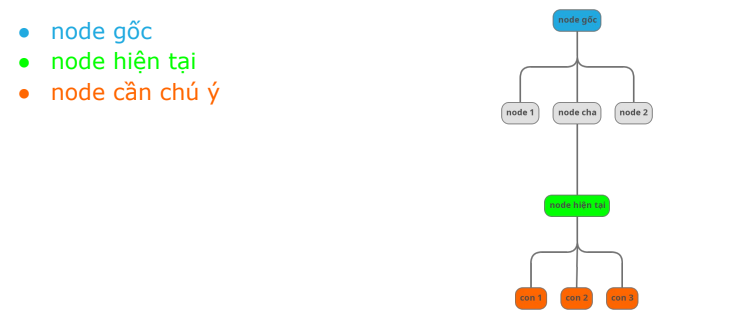 node gốc
node hiện tại
node cần chú ý
node gốc
node 1
node cha
node 2
node hiện tại
con 1
con 2
con 3